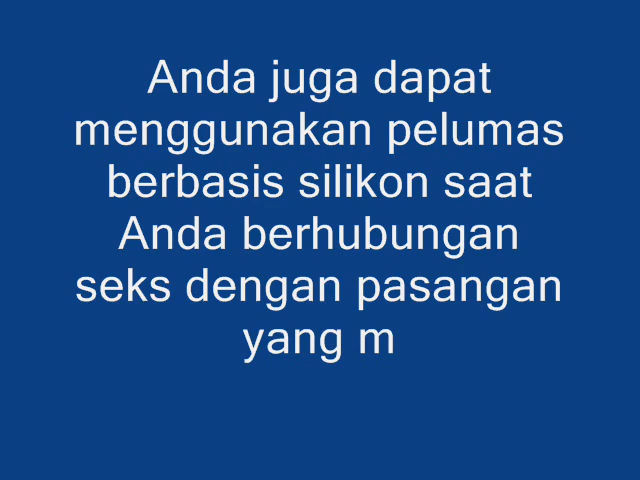 Anda juga dapat
menggunakan pelumas
berbasis silikon saat
Anda berhubungan
seks dengan pasangan
yang m